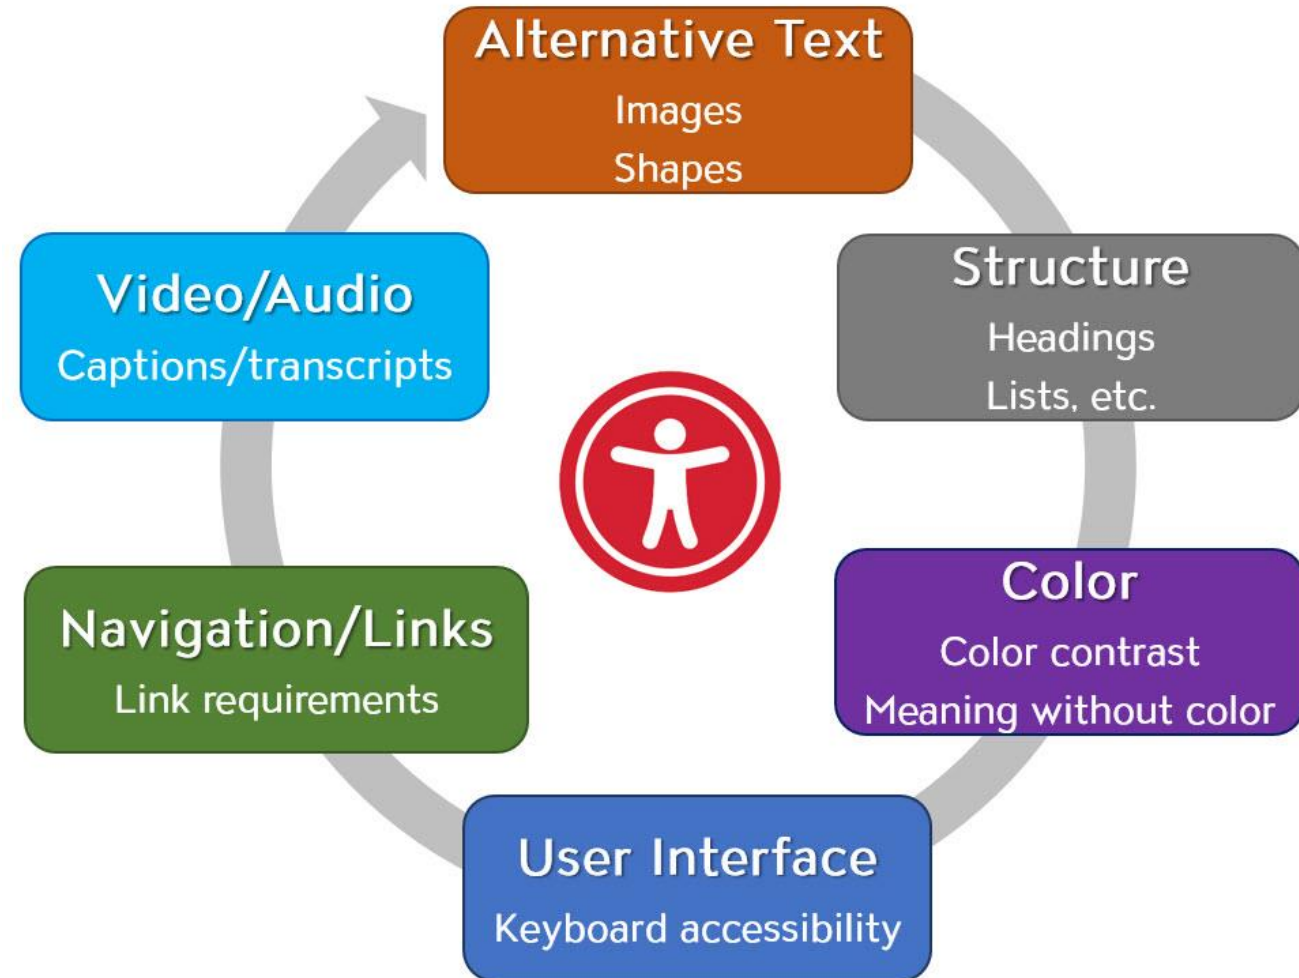 Alternative Text
Images
Shapes
Structure
Headings
Lists, etc.
Color
Color contrast
Meaning without color
User Interface
Keyboard accessibility
Navigation/Links
Link requirements
Video/Audio
Captions/transcripts